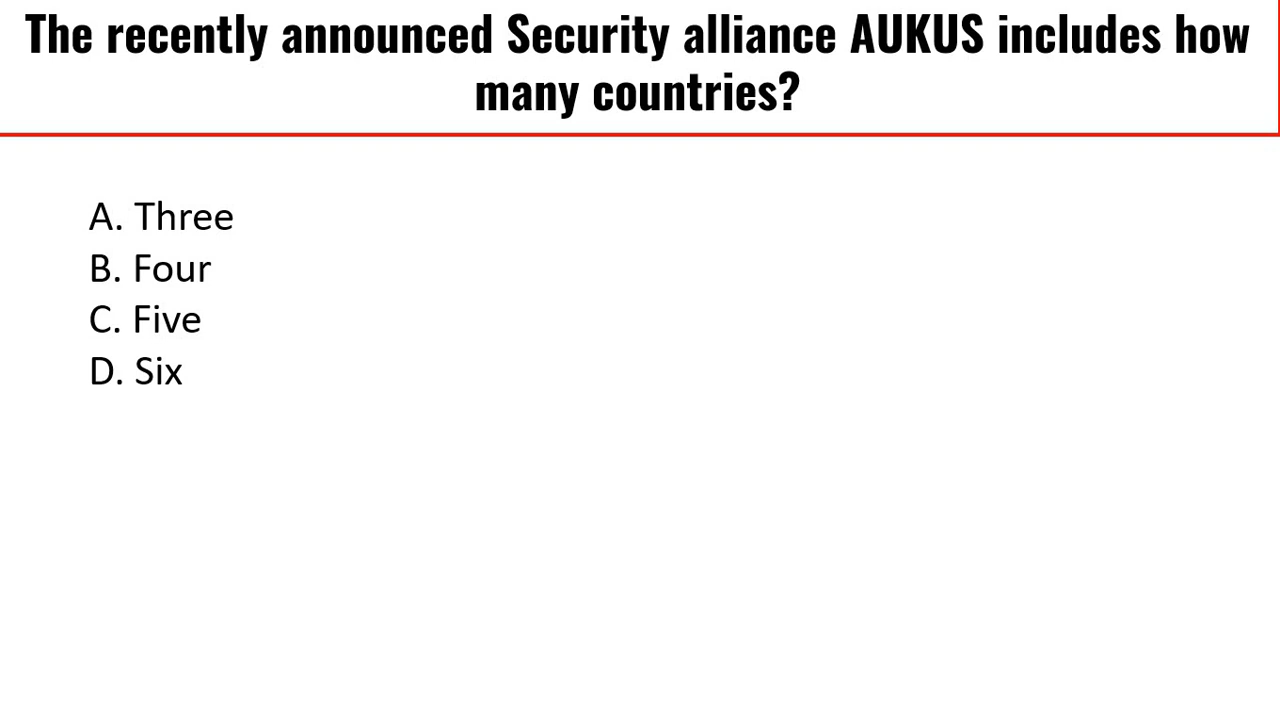 The recently announced Security alliance AUKUS includes how
many countries?
A. Three
B. Four
C. Five
D. Six